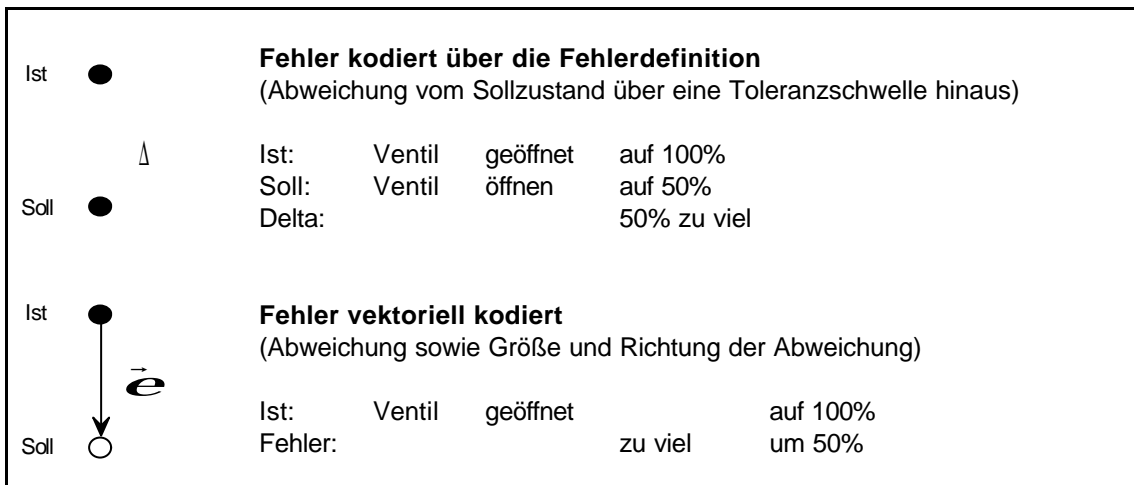 Fehler kodiert über die Fehlerdefinition
Ist (Abweichung vom Sollzustand über eine Toleranzschwelle hinaus)
Δ Ist: Ventil geöffnet auf 100%
Soll: Ventil öffnen auf 50%
Soll Delta: 50% zu viel
Ist Fehler vektoriell kodiert
(Abweichung sowie Größe und Richtung der Abweichung)
e⃗
Ist: Ventil geöffnet auf 100%
Soll Fehler: zu viel um 50%